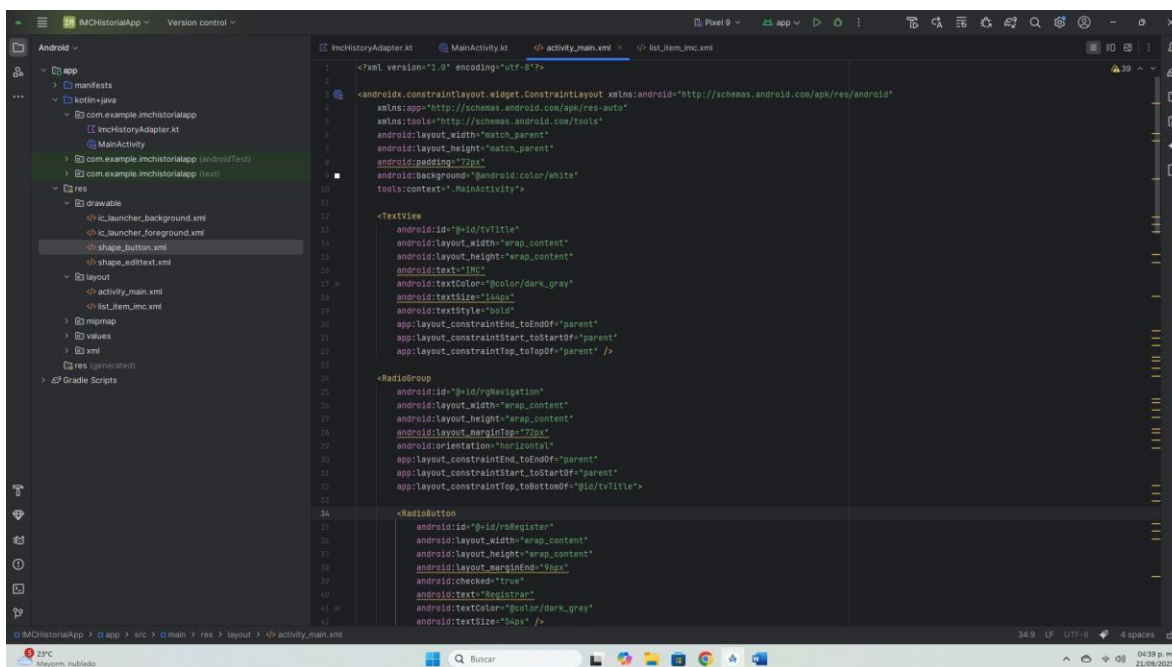 IMCHistorialApp
Version control
Pixel 9
app
Android
ImcHistoryAdapter.kt
MainActivity.kt
activity_main.xml
list_item_imc.xml
app
manifests
kotlin+java
com.example.imchistorialapp
ImcHistoryAdapter.kt
MainActivity
com.example.imchistorialapp (androidTest)
com.example.imchistorialapp (test)
res
drawable
ic_launcher_background.xml
ic_launcher_foreground.xml
shape_button.xml
shape_edittext.xml
layout
activity_main.xml
list_item_imc.xml
mipmap
values
xml
res (generated)
Gradle Scripts
39
1 <?xml version="1.0" encoding="utf-8"?>
2
3 <androidx.constraintlayout.widget.ConstraintLayout xmlns:android="http://schemas.android.com/apk/res/android"
4 xmlns:app="http://schemas.android.com/apk/res-auto"
5 xmlns:tools="http://schemas.android.com/tools"
6 android:layout_width="match_parent"
7 android:layout_height="match_parent"
8 android:padding="72px"
9 android:background="@android:color/white"
10 tools:context=".MainActivity">
11
12 <TextView
13 android:id="@+id/tvTitle"
14 android:layout_width="wrap_content"
15 android:layout_height="wrap_content"
16 android:text="IMC"
17 android:textColor="@color/dark_gray"
18 android:textSize="144px"
19 android:textStyle="bold"
20 app:layout_constraintEnd_toEndOf="parent"
21 app:layout_constraintStart_toStartOf="parent"
22 app:layout_constraintTop_toTopOf="parent" />
23
24 <RadioGroup
25 android:id="@+id/rgNavigation"
26 android:layout_width="wrap_content"
27 android:layout_height="wrap_content"
28 android:layout_marginTop="72px"
29 android:orientation="horizontal"
30 app:layout_constraintEnd_toEndOf="parent"
31 app:layout_constraintStart_toStartOf="parent"
32 app:layout_constraintTop_toBottomOf="@id/tvTitle">
33
34 <RadioButton
35 android:id="@+id/rbRegister"
36 android:layout_width="wrap_content"
37 android:layout_height="wrap_content"
38 android:layout_marginEnd="96px"
39 android:checked="true"
40 android:text="Registrar"
41 android:textColor="@color/dark_gray"
42 android:textSize="54px" />
IMCHistorialApp > app > src > main > res > layout > activity_main.xml
34:9 LF UTF-8 4 spaces
23°C
Mayorm. nublado
Buscar
04:39 p. m.